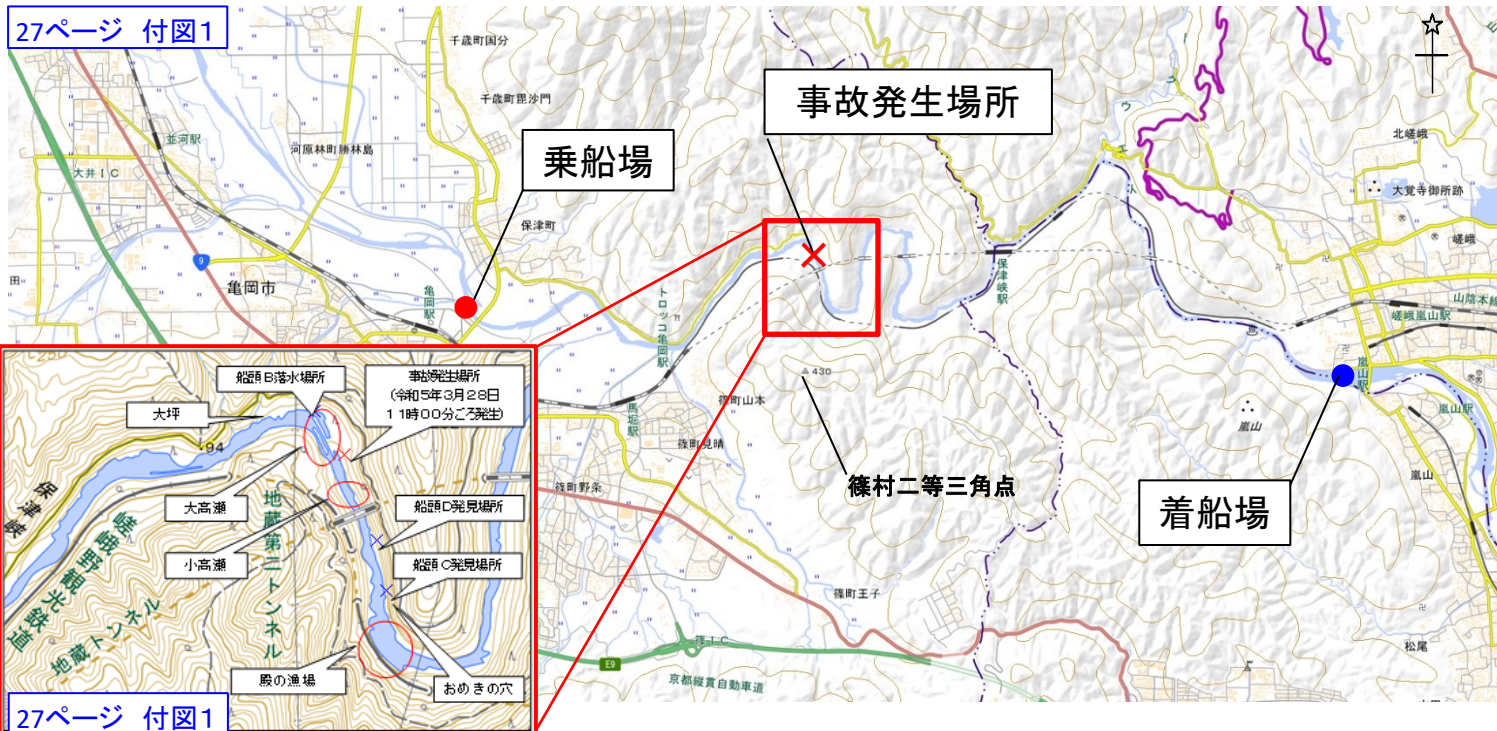 27ページ 付図1
千歳町国分
千歳町毘沙門
事故発生場所
乗船場
並河駅
大井IC
河原林町勝林島
北嵯峨
大覚寺御所跡
嵯峨
保津町
9
亀岡市
亀岡駅
田
トロッコ亀岡駅
保津峡駅
山陰本線
嵯峨嵐山駅
嵐山駅
嵐山駅
嵐山
嵐山
430
篠町山本
馬堀駅
篠町見晴
篠町野条
篠村二等三角点
着船場
篠町王子
篠IC
E9
京都縦貫自動車道
松尾
船頭B落水場所
事故発生場所
(令和5年3月28日
11時00分ごろ発生)
大坪
94
保津峡
大高瀬
地蔵第二トンネル
船頭D発見場所
嵯峨野観光鉄道
小高瀬
船頭C発見場所
地蔵トンネル
殿の漁場
おめきの穴
27ページ 付図1